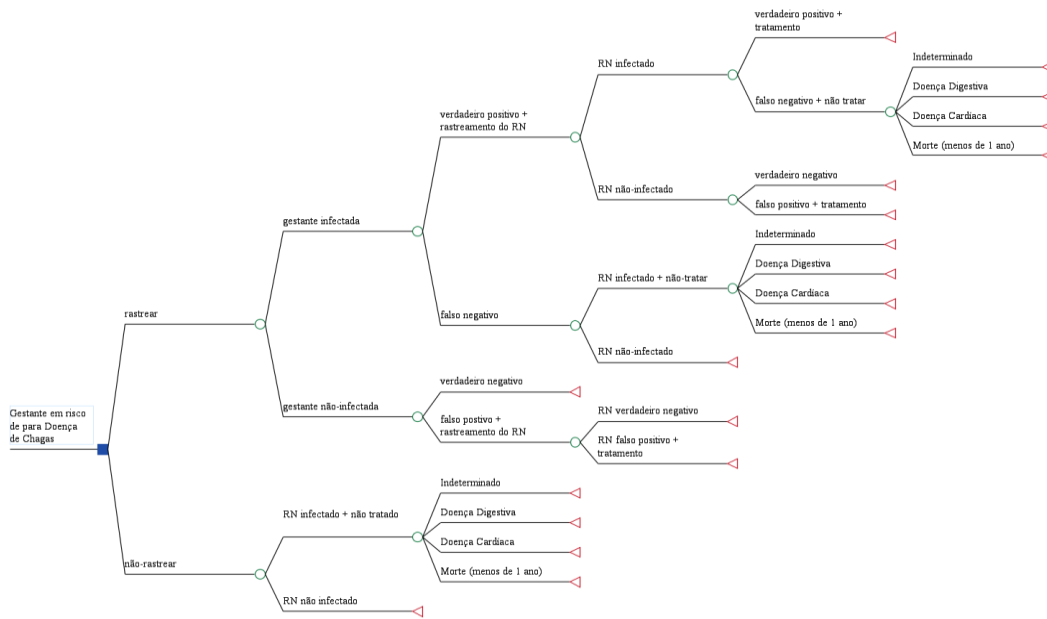 verdadeiro positivo +
tratamento
RN infectado
Indeterminado
Doença Digestiva
falso negativo + não tratar
Doença Cardíaca
verdadeiro positivo +
rastreamento do RN
Morte (menos de 1 ano)
verdadeiro negativo
RN não-infectado
falso positivo + tratamento
gestante infectada
Indeterminado
Doença Digestiva
RN infectado + não-tratar
Doença Cardíaca
rastrear
falso negativo
Morte (menos de 1 ano)
RN não-infectado
verdadeiro negativo
gestante não-infectada
falso postivo +
rastreamento do RN
RN verdadeiro negativo
RN falso positivo +
tratamento
Gestante em risco
de para Doença
de Chagas
Indeterminado
RN infectado + não tratado
Doença Digestiva
Doença Cardíaca
não-rastrear
Morte (menos de 1 ano)
RN não infectado